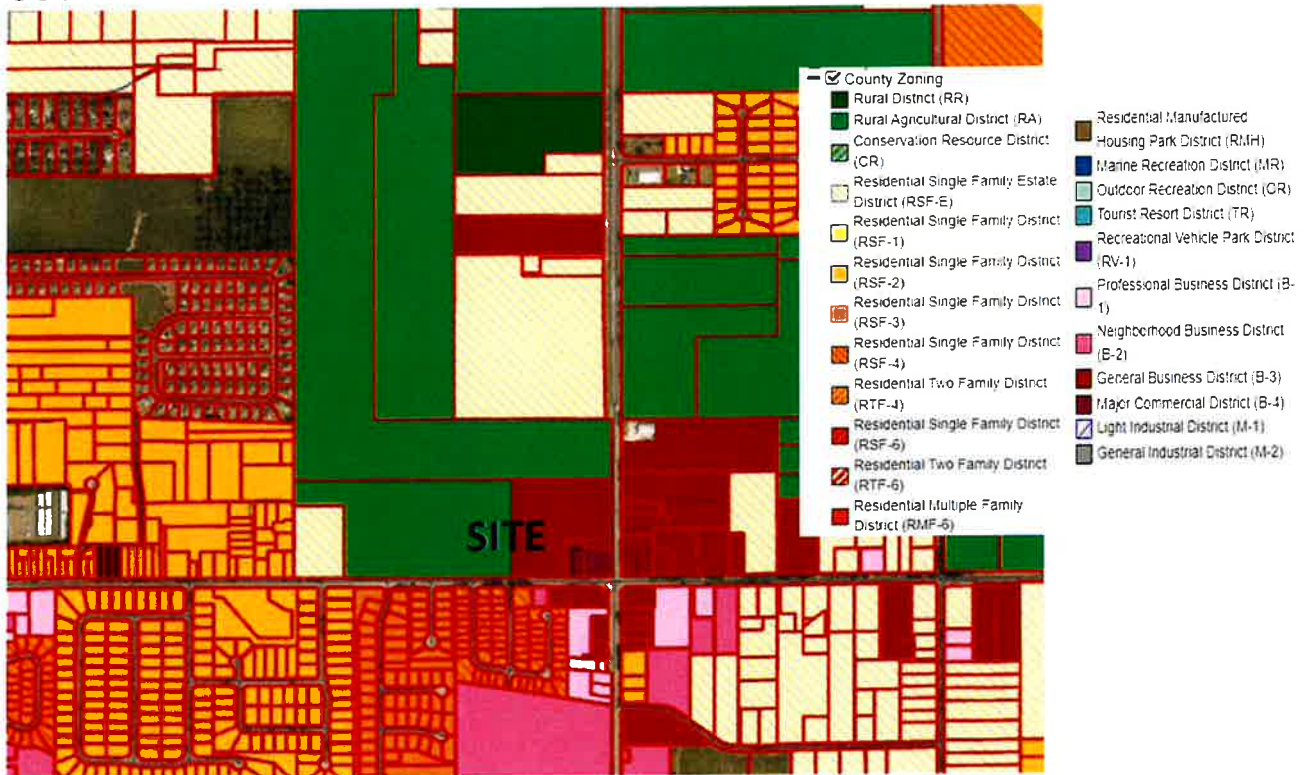 County Zoning
Rural District (RR)
Rural Agricultural District (RA)
Conservation Resource District
(CR)
Residential Single Family Estate
District (RSF-E)
Residential Single Family District
(RSF-1)
Residential Single Family District
(RSF-2)
Residential Single Family District
(RSF-3)
Residential Single Family District
(RSF-4)
Residential Two Family District
(RTF-4)
Residential Single Family District
(RSF-6)
Residential Two Family District
(RTF-6)
Residential Multiple Family
District (RMF-6)
Residential Manufactured
Housing Park District (RMH)
Marine Recreation District (MR)
Outdoor Recreation District (OR)
Tourist Resort District (TR)
Recreational Vehicle Park District
(RV-1)
Professional Business District (B-
1)
Neighborhood Business District
(B-2)
General Business District (B-3)
Major Commercial District (B-4)
Light Industrial District (M-1)
General Industrial District (M-2)
SITE